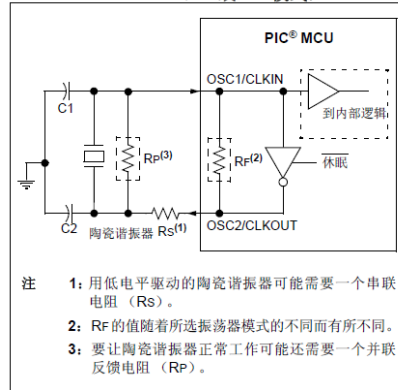 PIC® MCU
OSC1/CLKIN
C1
到内部逻辑
RP(3)
RF(2)
休眠
C2
陶瓷谐振器
RS(1)
OSC2/CLKOUT
注 1: 用低电平驱动的陶瓷谐振器可能需要一个串联
电阻 (RS)。
2: RF的值随着所选振荡器模式的不同而有所不同。
3: 要让陶瓷谐振器正常工作可能还需要一个并联
反馈电阻 (RP)。